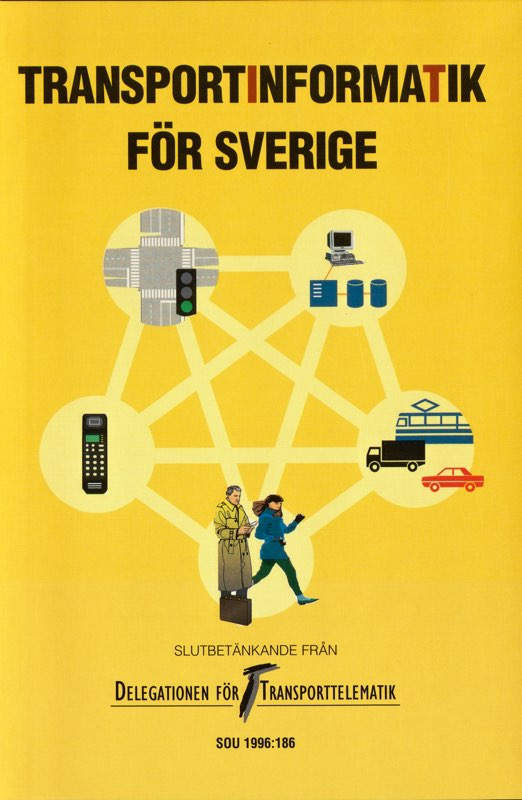 TRANSPORTINFORMATIK
FÖR SVERIGE
SLUTBETÄNKANDE FRÅN
DELEGATIONEN FÖR TRANSPORTTELEMATIK
SOU 1996:186